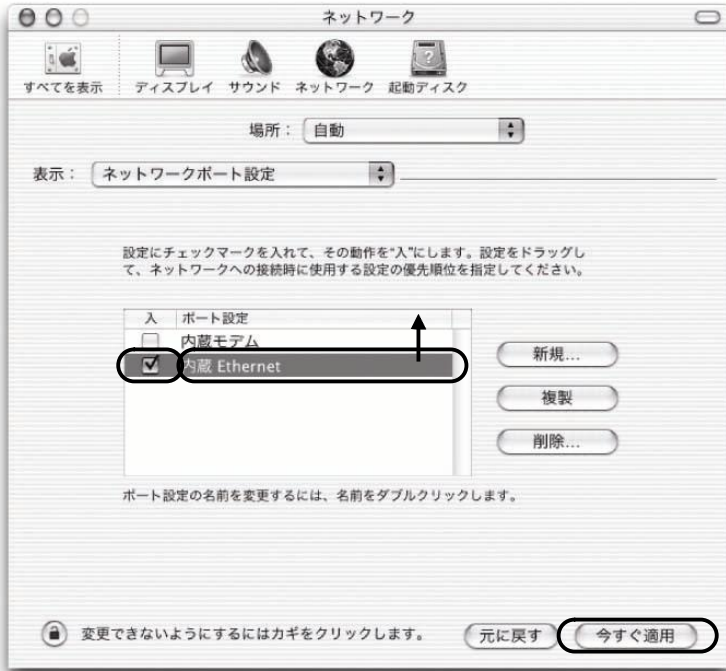 ネットワーク
すべてを表示 ディスプレイ サウンド ネットワーク 起動ディスク
場所： 自動
表示： ネットワークポート設定
設定にチェックマークを入れて、その動作を“入”にします。設定をドラッグし
て、ネットワークへの接続時に使用する設定の優先順位を指定してください。
入 ポート設定
内蔵モデム
内蔵 Ethernet
新規...
複製
削除...
ポート設定の名前を変更するには、名前をダブルクリックします。
変更できないようにするにはカギをクリックします。 元に戻す 今すぐ適用